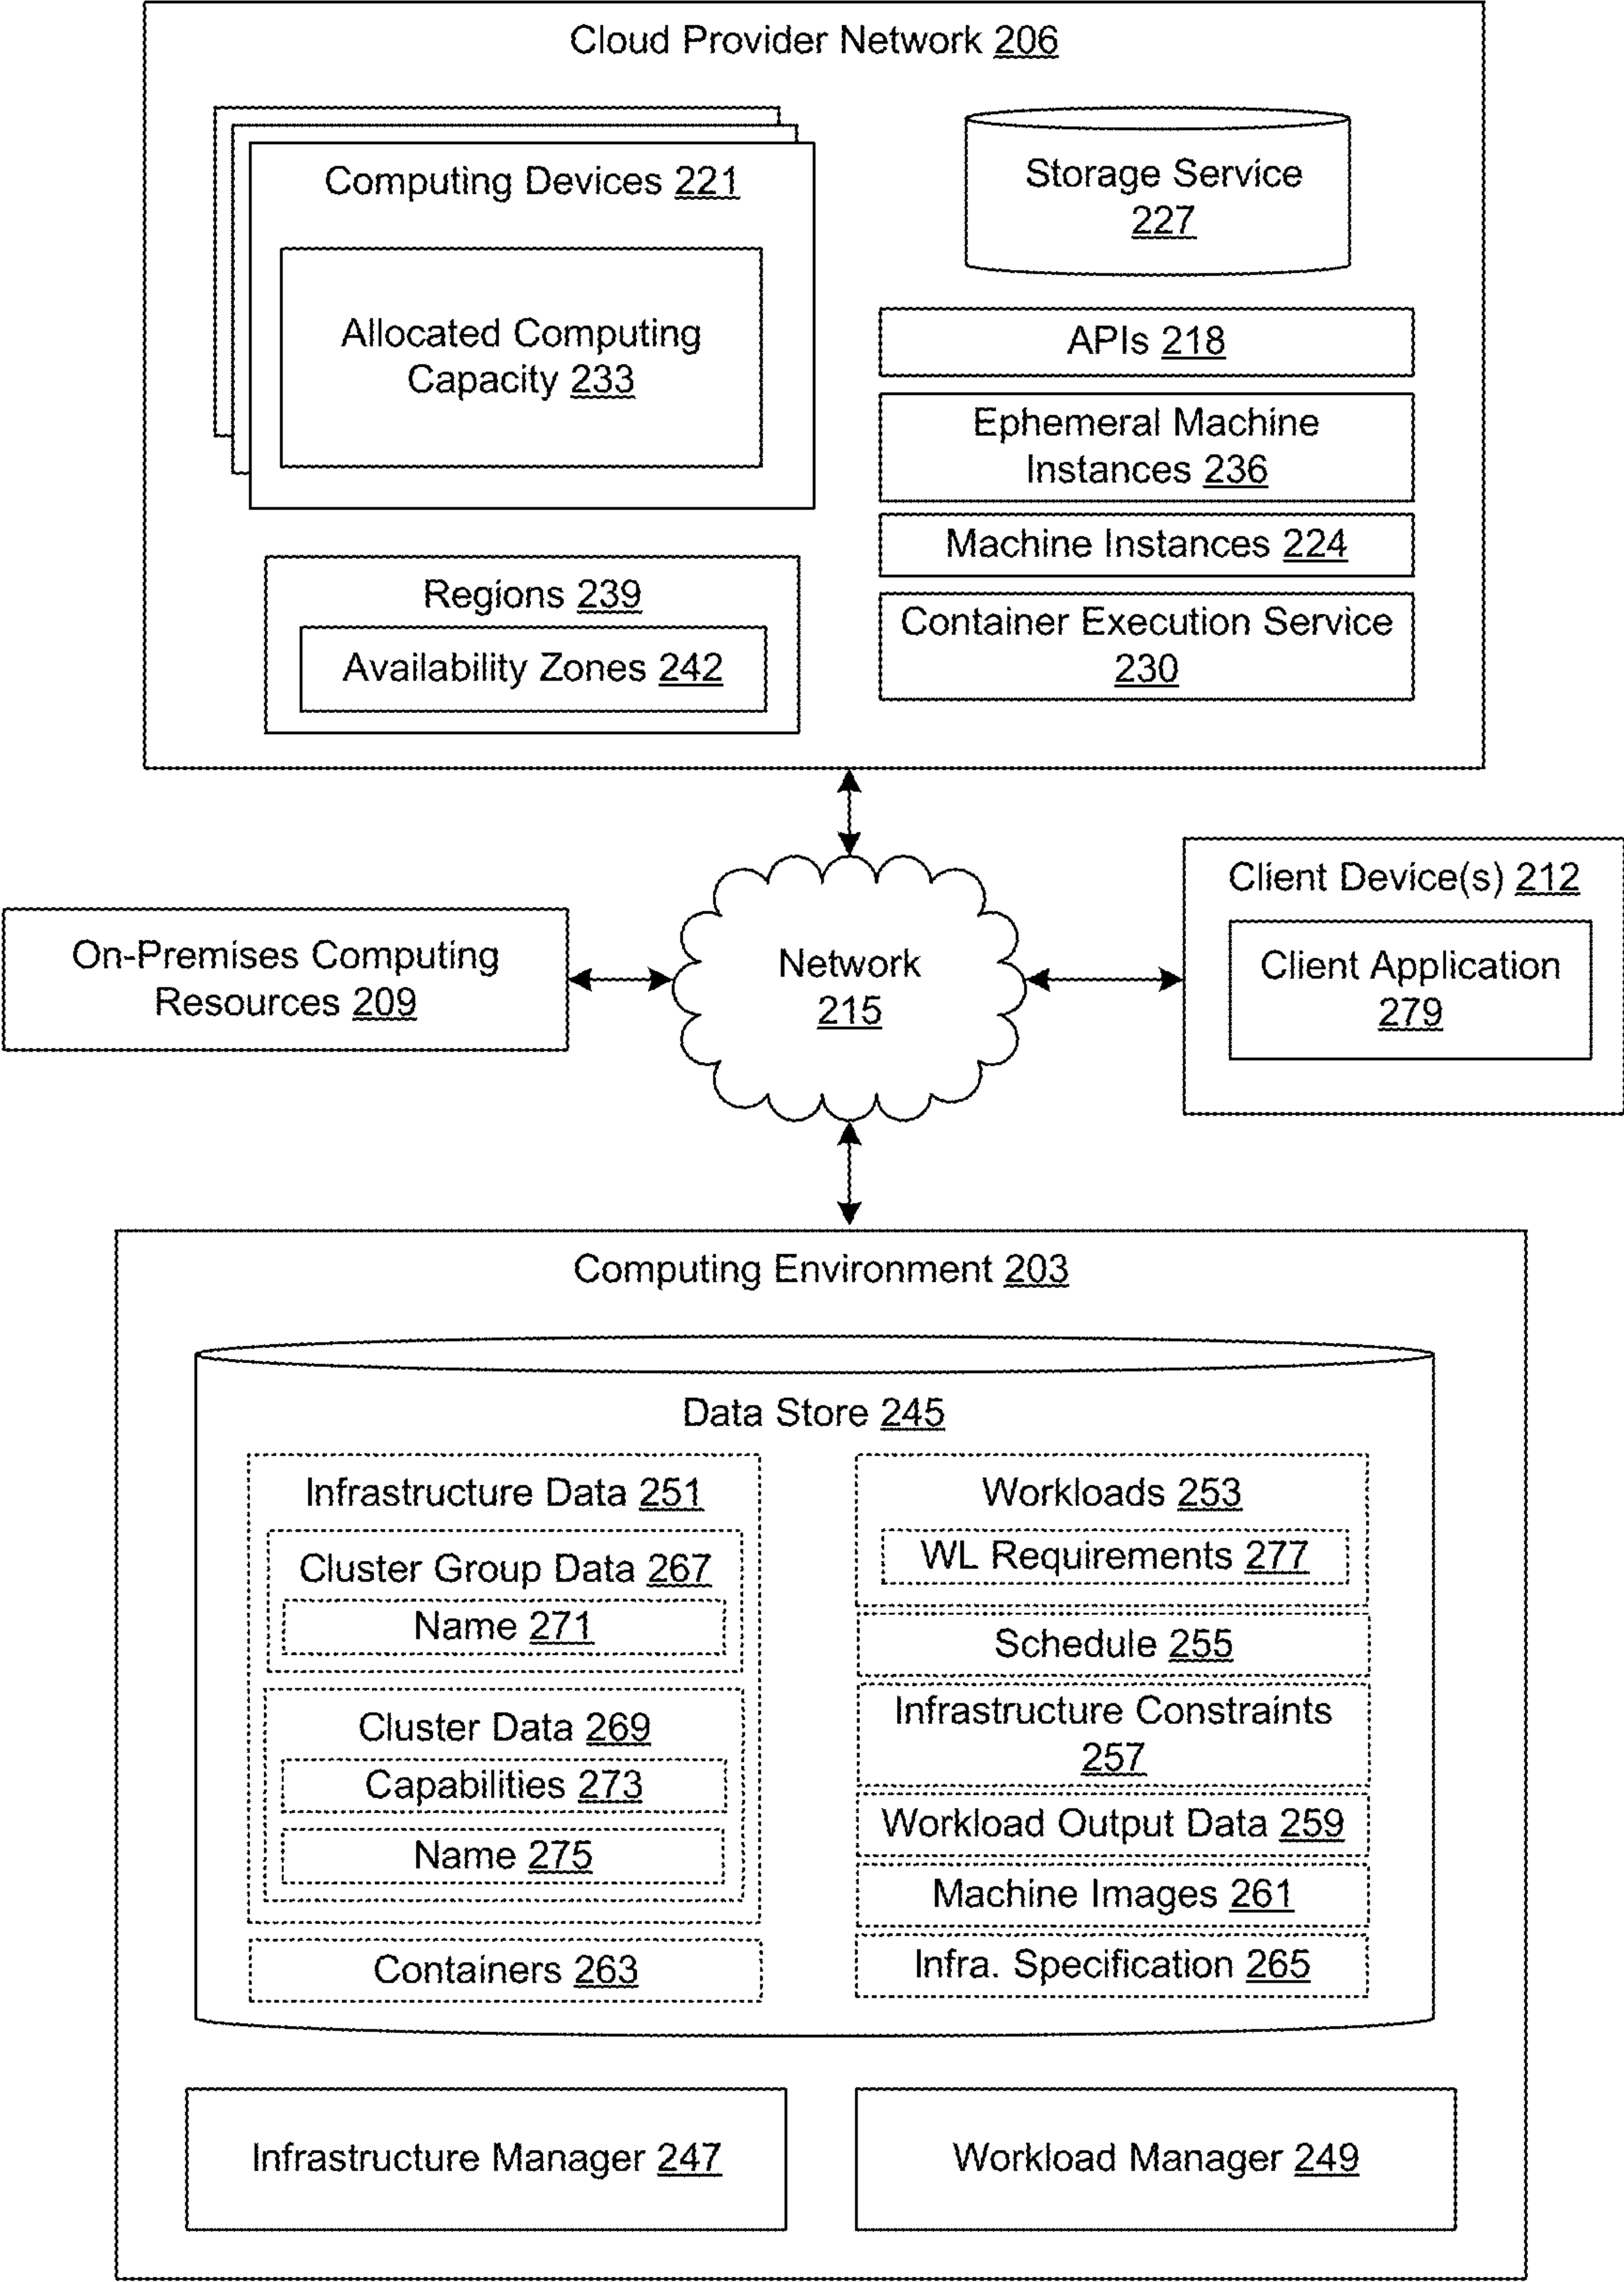 Cloud Provider Network 206
Computing Devices 221
Allocated Computing
Capacity 233
Regions 239
Availability Zones 242
Storage Service
227
APIs 218
Ephemeral Machine
Instances 236
Machine Instances 224
Container Execution Service
230
On-Premises Computing
Resources 209
Network
215
Client Device(s) 212
Client Application
279
Computing Environment 203
Data Store 245
Infrastructure Data 251
Cluster Group Data 267
Name 271
Cluster Data 269
Capabilities 273
Name 275
Containers 263
Workloads 253
WL Requirements 277
Schedule 255
Infrastructure Constraints
257
Workload Output Data 259
Machine Images 261
Infra. Specification 265
Infrastructure Manager 247
Workload Manager 249